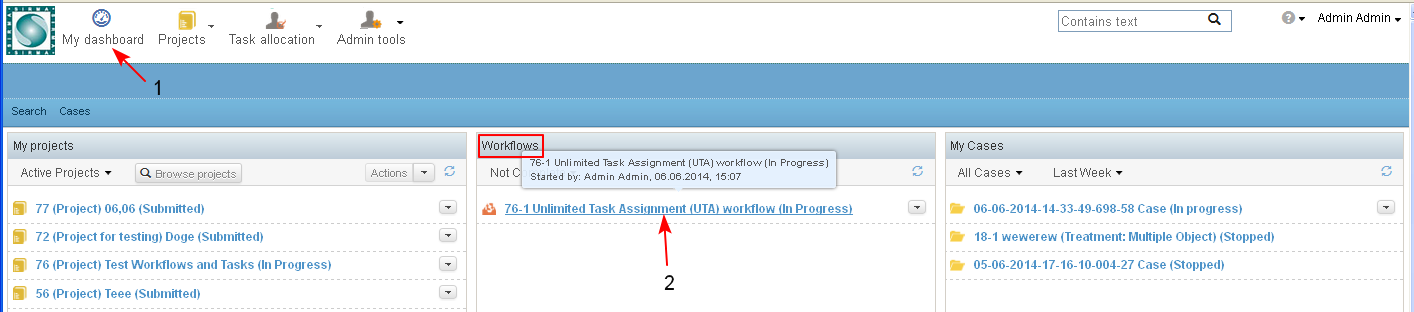 SIRMA
My dashboard
Projects
Task allocation
Admin tools
Contains text
?
Admin Admin
1
Search
Cases
My projects
Active Projects
Browse projects
Actions
77 (Project) 06,06 (Submitted)
72 (Project for testing) Doge (Submitted)
76 (Project) Test Workflows and Tasks (In Progress)
56 (Project) Teee (Submitted)
Workflows
76-1 Unlimited Task Assignment (UTA) workflow (In Progress)
Started by: Admin Admin, 06.06.2014, 15:07
Not C
76-1 Unlimited Task Assignment (UTA) workflow (In Progress)
2
My Cases
All Cases
Last Week
06-06-2014-14-33-49-698-58 Case (In progress)
18-1 wewerew (Treatment: Multiple Object) (Stopped)
05-06-2014-17-16-10-004-27 Case (Stopped)